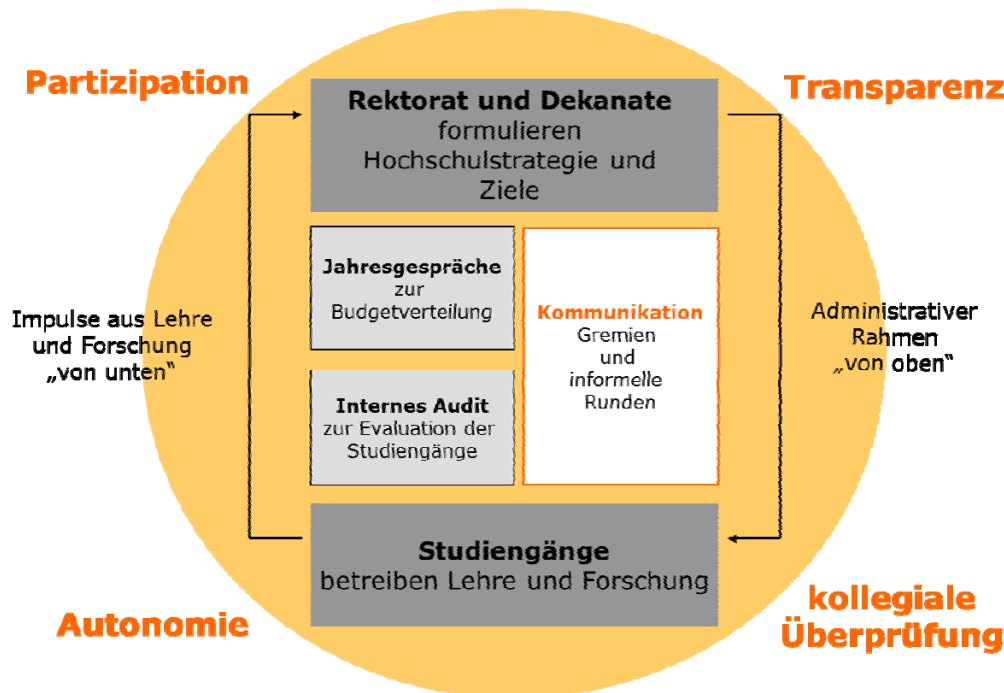 Partizipation
Transparenz
Rektorat und Dekanate
formulieren
Hochschulstrategie und
Ziele
Jahresgespräche
zur
Budgetverteilung
Kommunikation
Gremien
und
informelle
Runden
Impulse aus Lehre
und Forschung
„von unten“
Administrativer
Rahmen
„von oben“
Internes Audit
zur Evaluation der
Studiengänge
Studiengänge
betreiben Lehre und Forschung
Autonomie
kollegiale
Überprüfung